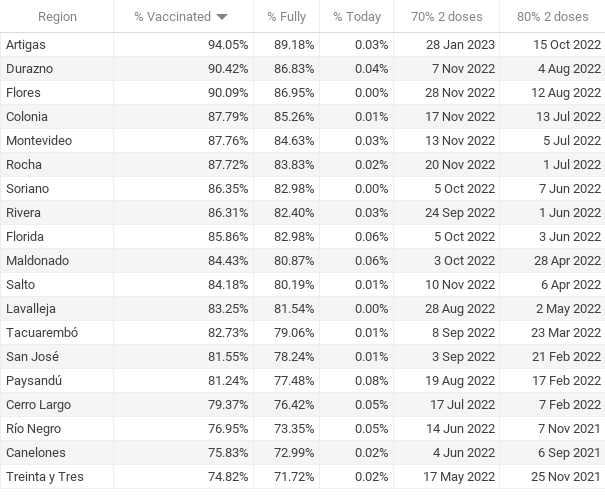 Region % Vaccinated % Fully % Today 70% 2 doses 80% 2 doses
Artigas 94.05% 89.18% 0.03% 28 Jan 2023 15 Oct 2022
Durazno 90.42% 86.83% 0.04% 7 Nov 2022 4 Aug 2022
Flores 90.09% 86.95% 0.00% 28 Nov 2022 12 Aug 2022
Colonia 87.79% 85.26% 0.01% 17 Nov 2022 13 Jul 2022
Montevideo 87.76% 84.63% 0.03% 13 Nov 2022 5 Jul 2022
Rocha 87.72% 83.83% 0.02% 20 Nov 2022 1 Jul 2022
Soriano 86.35% 82.98% 0.00% 5 Oct 2022 7 Jun 2022
Rivera 86.31% 82.40% 0.03% 24 Sep 2022 1 Jun 2022
Florida 85.86% 82.98% 0.06% 5 Oct 2022 3 Jun 2022
Maldonado 84.43% 80.87% 0.06% 3 Oct 2022 28 Apr 2022
Salto 84.18% 80.19% 0.01% 10 Nov 2022 6 Apr 2022
Lavalleja 83.25% 81.54% 0.00% 28 Aug 2022 2 May 2022
Tacuarembó 82.73% 79.06% 0.01% 8 Sep 2022 23 Mar 2022
San José 81.55% 78.24% 0.01% 3 Sep 2022 21 Feb 2022
Paysandú 81.24% 77.48% 0.08% 19 Aug 2022 17 Feb 2022
Cerro Largo 79.37% 76.42% 0.05% 17 Jul 2022 7 Feb 2022
Río Negro 76.95% 73.35% 0.05% 14 Jun 2022 7 Nov 2021
Canelones 75.83% 72.99% 0.02% 4 Jun 2022 6 Sep 2021
Treinta y Tres 74.82% 71.72% 0.02% 17 May 2022 25 Nov 2021